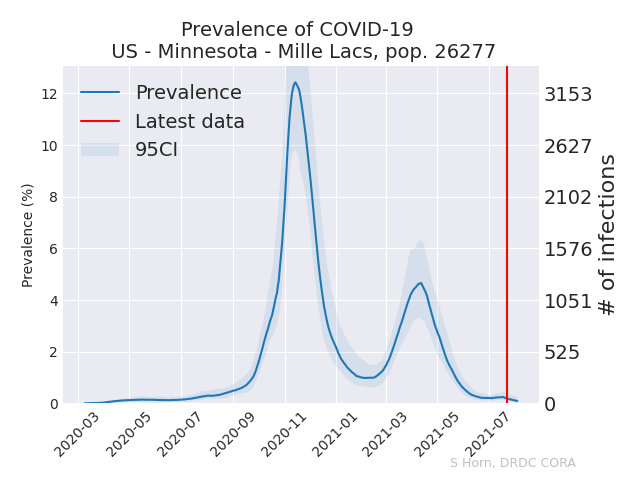 Prevalence of COVID-19
US - Minnesota - Mille Lacs, pop. 26277
Prevalence
Latest data
95CI
Prevalence (%)
12
10
8
6
4
2
0
3153
2627
2102
1576
1051
525
0
# of infections
2020-03
2020-05
2020-07
2020-09
2020-11
2021-01
2021-03
2021-05
2021-07
S Horn, DRDC CORA